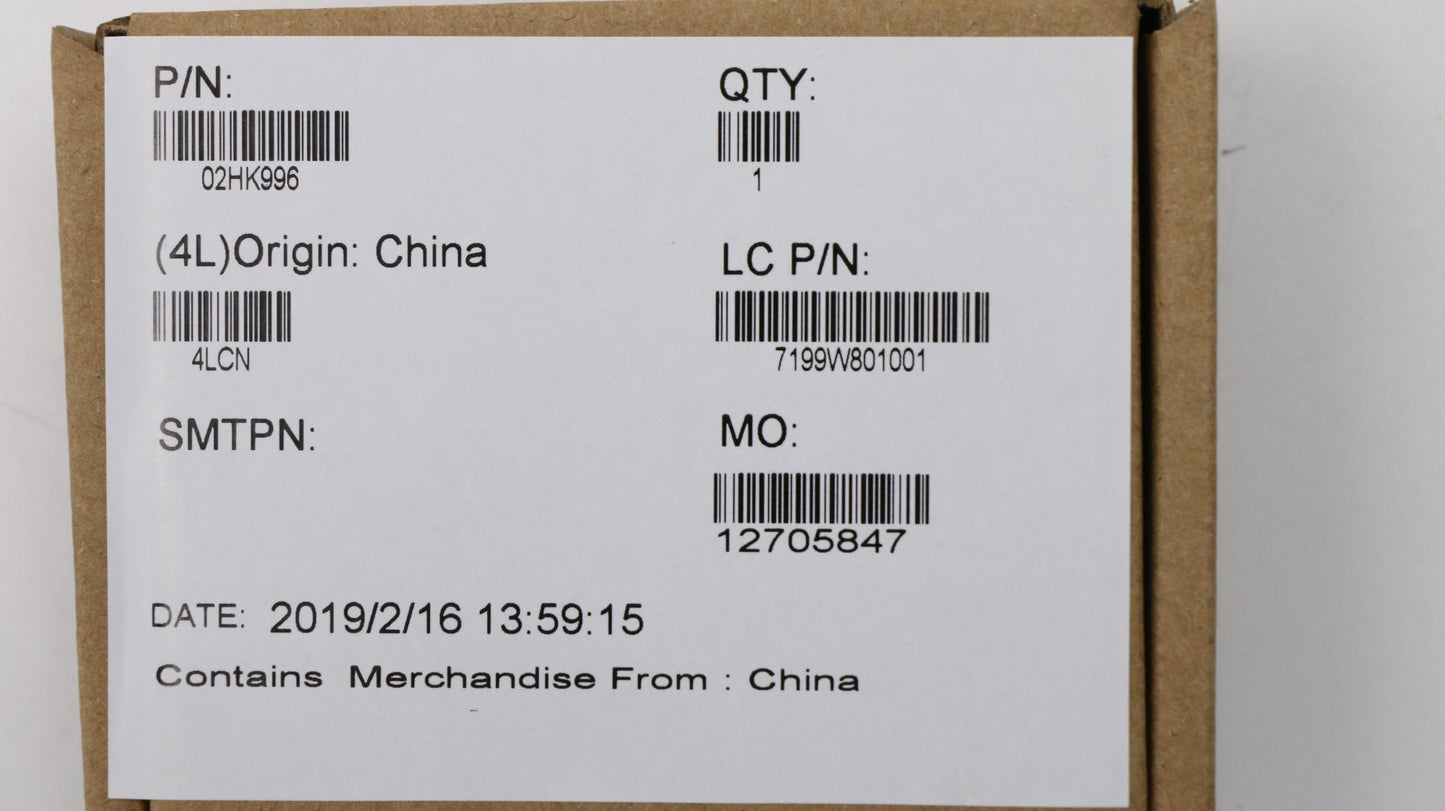 P/N:
QTY:
02HK996
1
(4L)Origin: China
LC P/N:
4LCN
7199W801001
SMTPN:
MO:
12705847
DATE: 2019/2/16 13:59:15
Contains Merchandise From : China